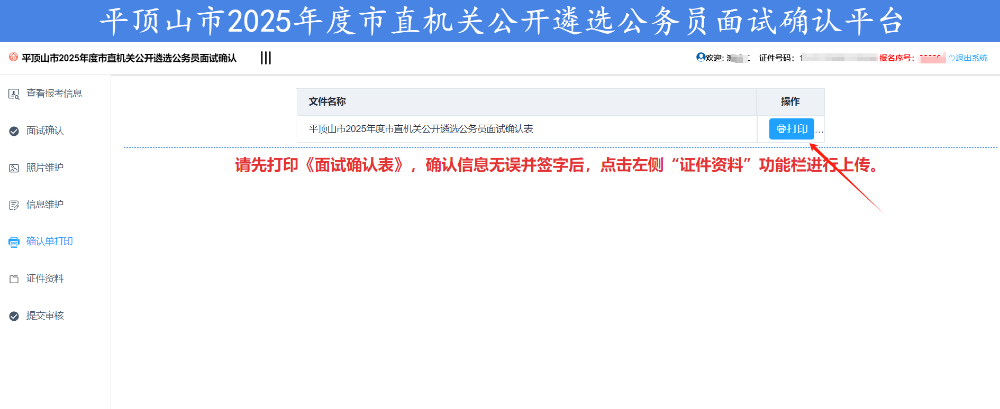 平顶山市2025年度市直机关公开遴选公务员面试确认平台
平顶山市2025年度市直机关公开遴选公务员面试确认
欢迎: 证件号码：1 报名序号： 退出系统
查看报考信息
面试确认
照片维护
信息维护
确认单打印
证件资料
提交审核
文件名称 操作
平顶山市2025年度市直机关公开遴选公务员面试确认表 打印 ...
请先打印《面试确认表》，确认信息无误并签字后，点击左侧“证件资料”功能栏进行上传。